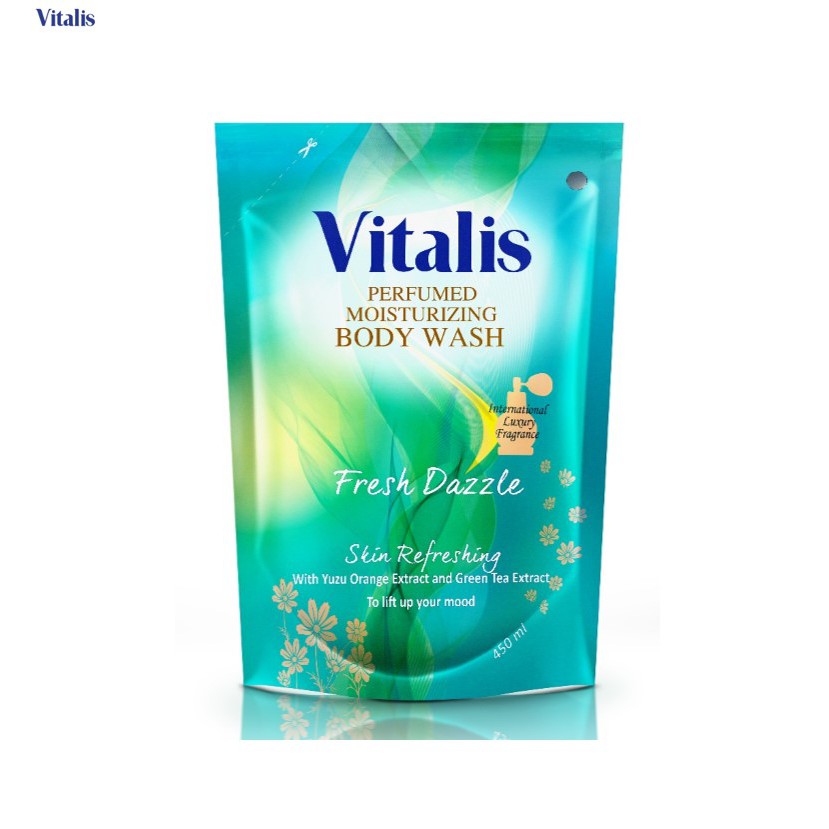 Vitalis
Vitalis
PERFUMED
MOISTURIZING
BODY WASH
International
Luxury
Fragrance
Fresh Dazzle
Skin Refreshing
With Yuzu Orange Extract and Green Tea Extract
To lift up your mood
450 ml